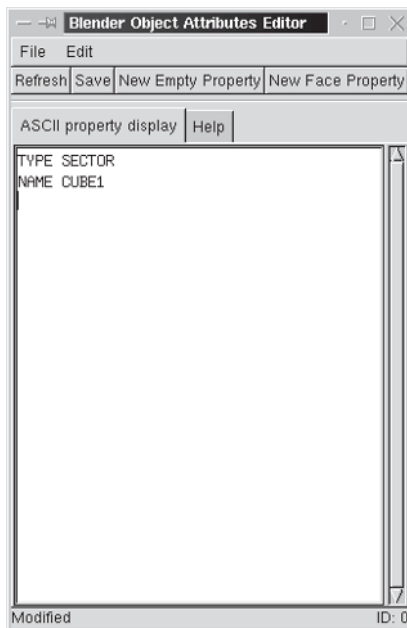 Blender Object Attributes Editor
File Edit
Refresh Save New Empty Property New Face Property
ASCII property display Help
TYPE SECTOR
NAME CUBE1
Modified ID: 0